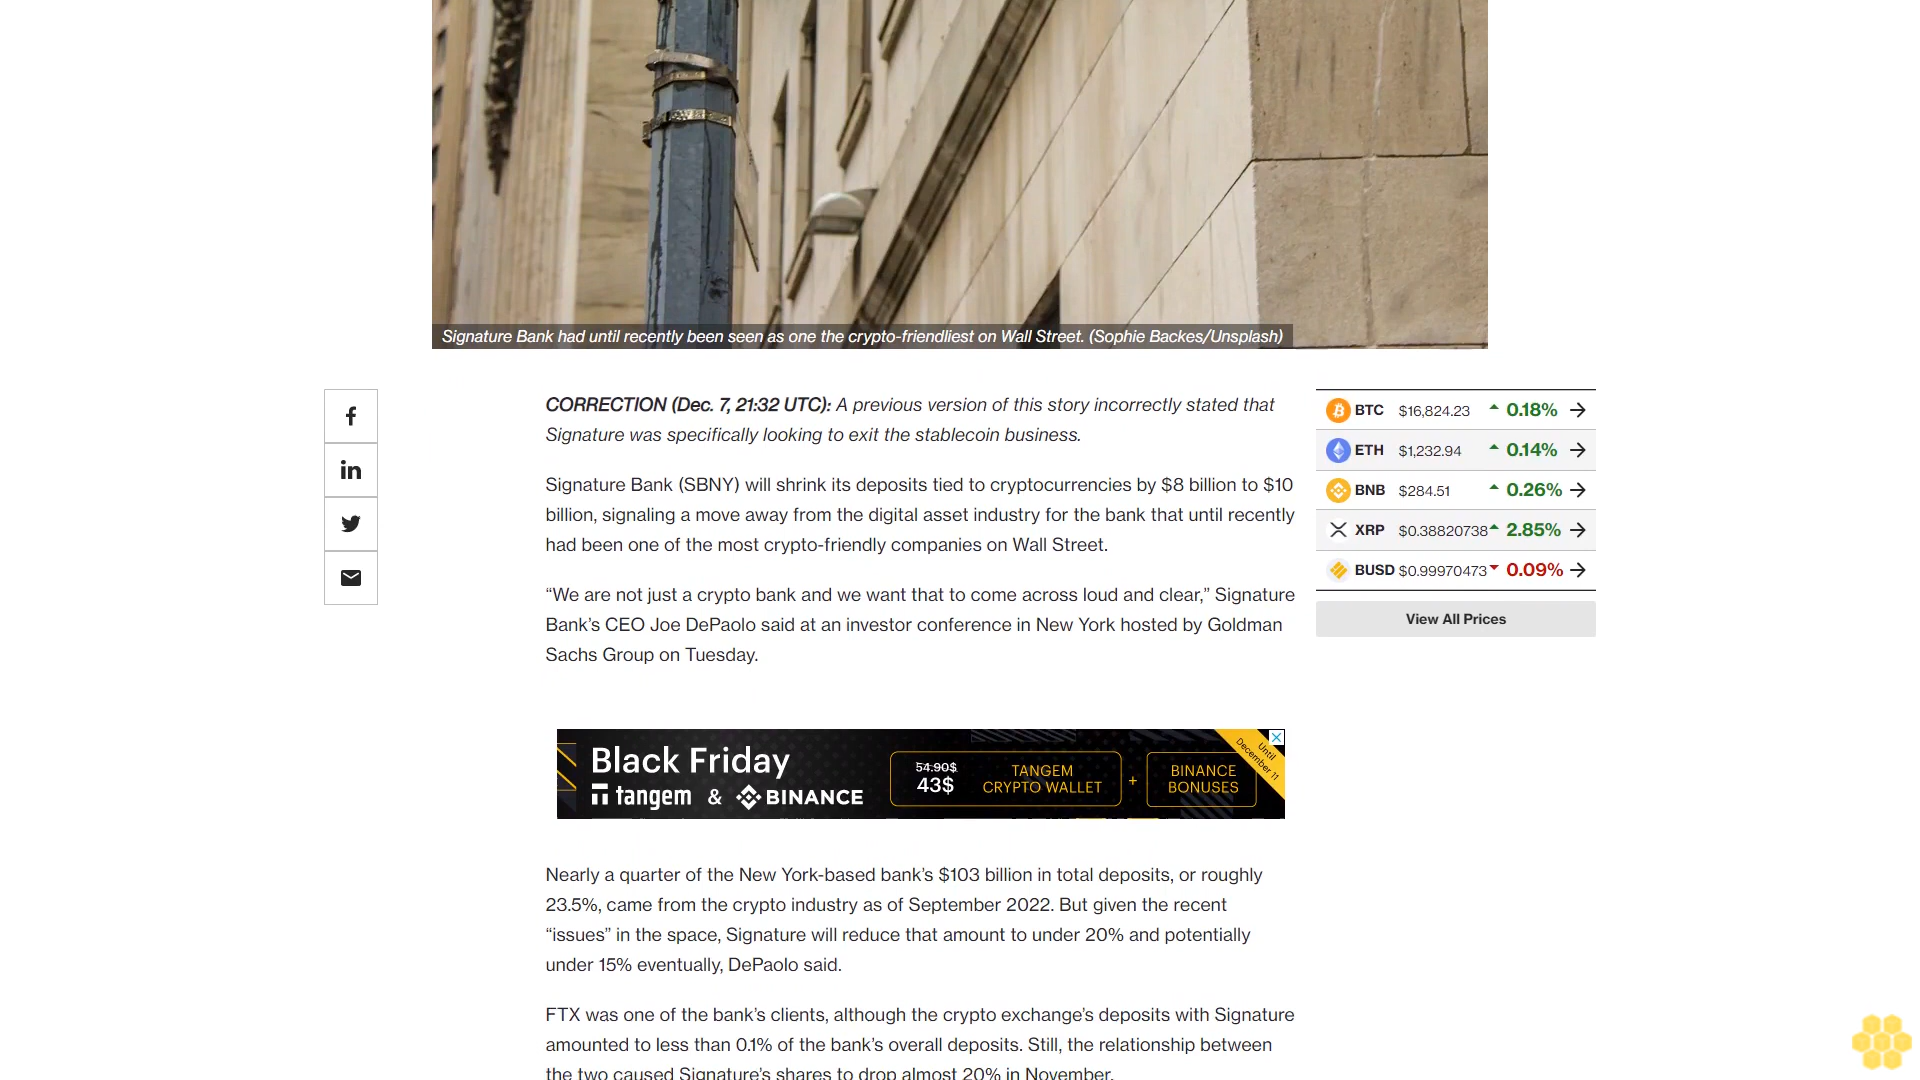 Signature Bank had until recently been seen as one the crypto-friendliest on Wall Street. (Sophie Backes/Unsplash)
CORRECTION (Dec. 7, 21:32 UTC): A previous version of this story incorrectly stated that
Signature was specifically looking to exit the stablecoin business.
Signature Bank (SBNY) will shrink its deposits tied to cryptocurrencies by $8 billion to $10
billion, signaling a move away from the digital asset industry for the bank that until recently
had been one of the most crypto-friendly companies on Wall Street.
“We are not just a crypto bank and we want that to come across loud and clear,” Signature
Bank’s CEO Joe DePaolo said at an investor conference in New York hosted by Goldman
Sachs Group on Tuesday.
Black Friday
tangem & BINANCE
54.90$
43$
TANGEM
CRYPTO WALLET
+
BINANCE
BONUSES
Until
December 11
Nearly a quarter of the New York-based bank’s $103 billion in total deposits, or roughly
23.5%, came from the crypto industry as of September 2022. But given the recent
“issues” in the space, Signature will reduce that amount to under 20% and potentially
under 15% eventually, DePaolo said.
FTX was one of the bank’s clients, although the crypto exchange’s deposits with Signature
amounted to less than 0.1% of the bank’s overall deposits. Still, the relationship between
the two caused Signature’s shares to drop almost 20% in November.
BTC $16,824.23 0.18%
ETH $1,232.94 0.14%
BNB $284.51 0.26%
XRP $0.38820738 2.85%
BUSD $0.99970473 0.09%
View All Prices